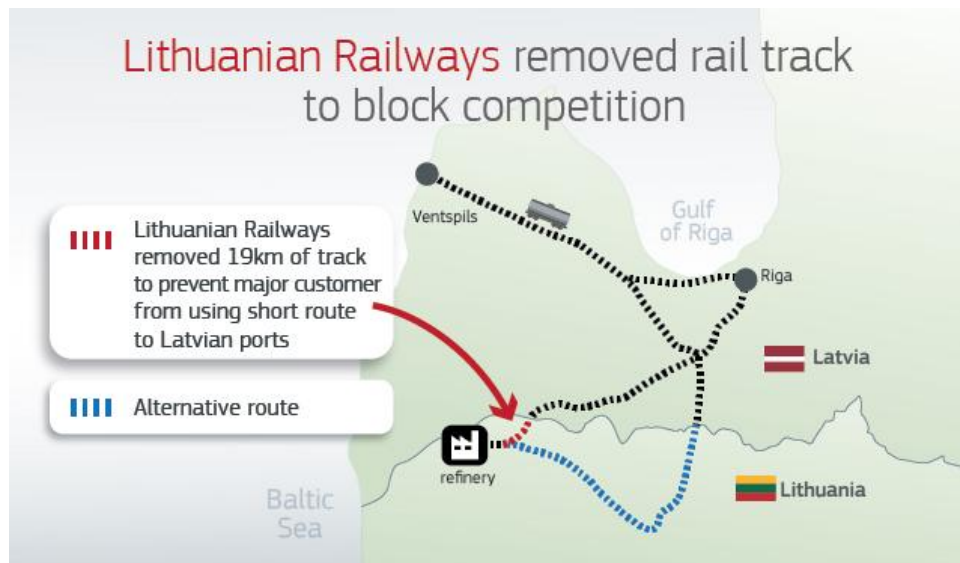 Lithuanian Railways removed rail track
to block competition
Ventspils
Gulf
of Riga
Riga
Lithuanian Railways
removed 19km of track
to prevent major customer
from using short route
to Latvian ports
Latvia
Alternative route
refinery
Lithuania
Baltic
Sea